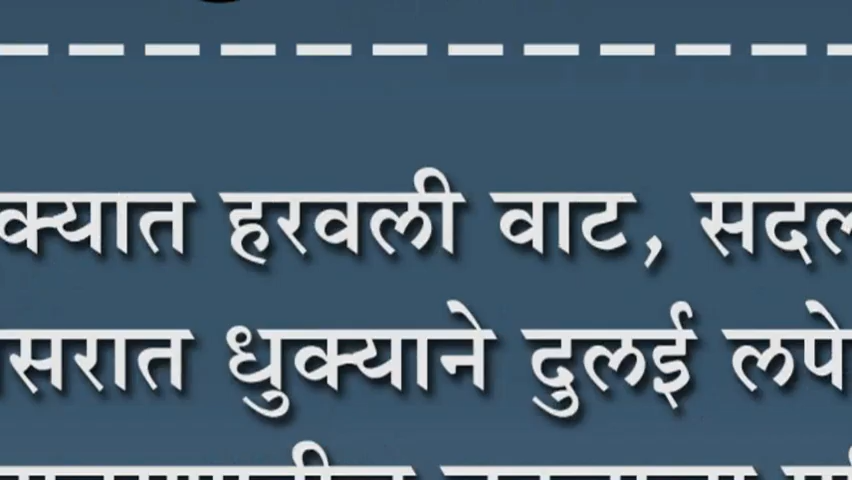 क्यात हरवली वाट, सदल
सरात धुक्याने दुलई लपे